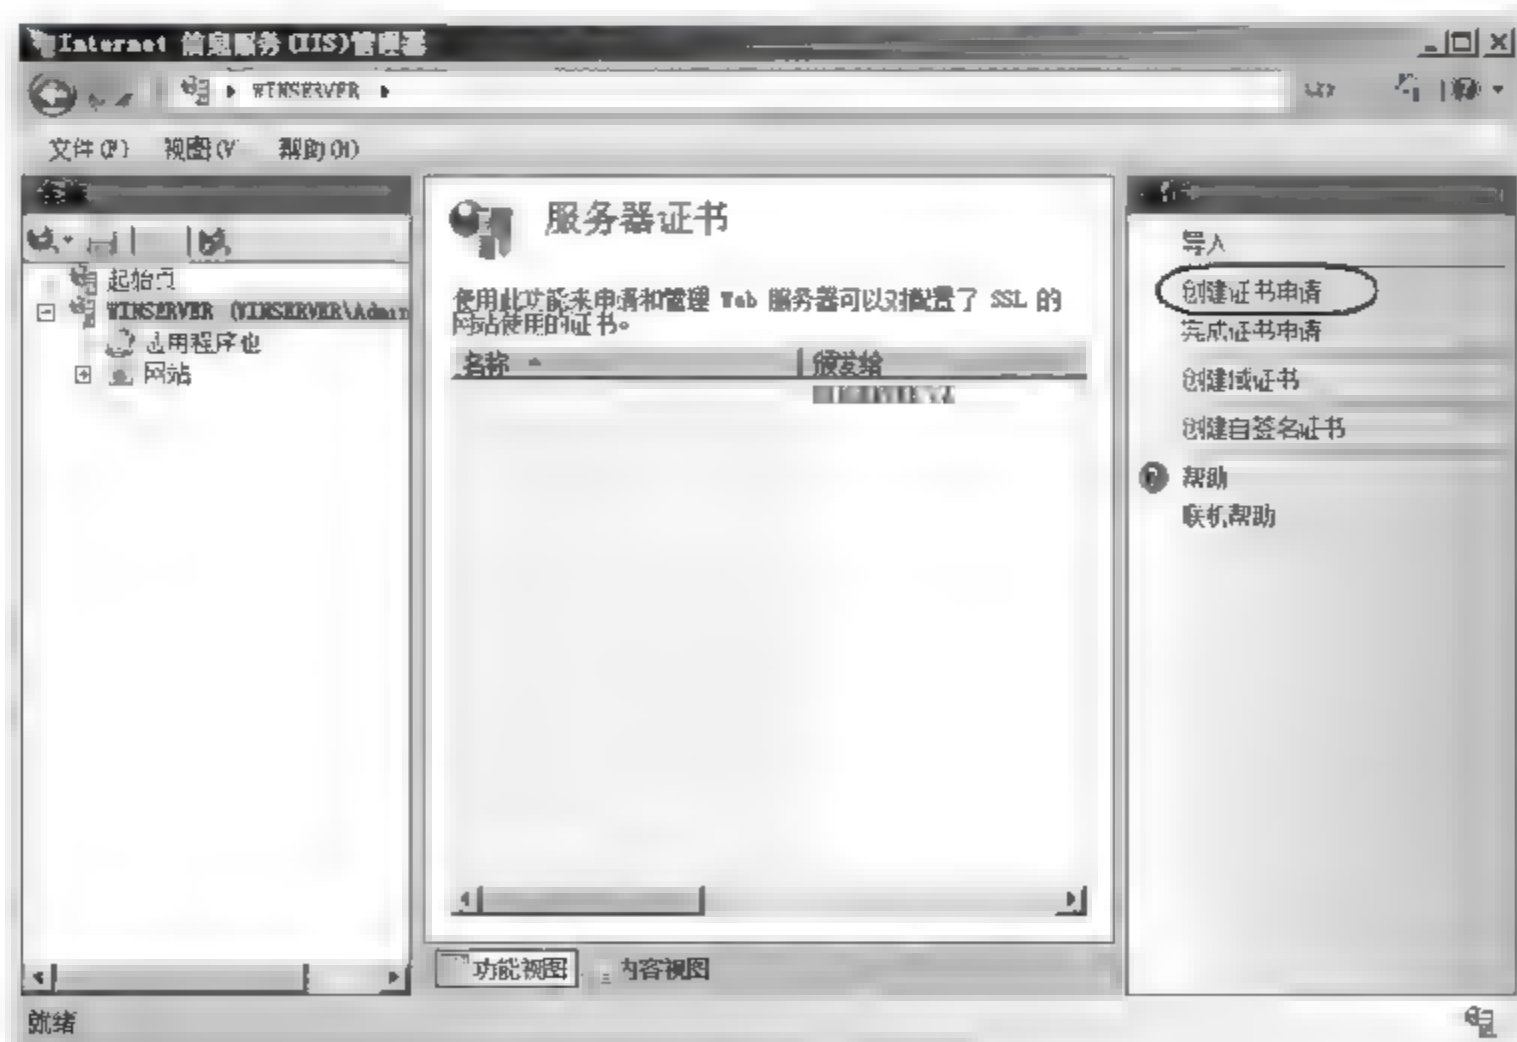 Internet 信息服务(IIS)管理器
WINSERVER
文件(F) 视图(V 帮助(H)
起始页
WINSERVER (WINSERVER\Admin
应用程序池
网站
服务器证书
使用此功能来申请和管理 Web 服务器可以对配置了 SSL 的
网站使用的证书。
名称 颁发给
功能视图 内容视图
导入
创建证书申请
完成证书申请
创建域证书
创建自签名证书
帮助
联机帮助
就绪